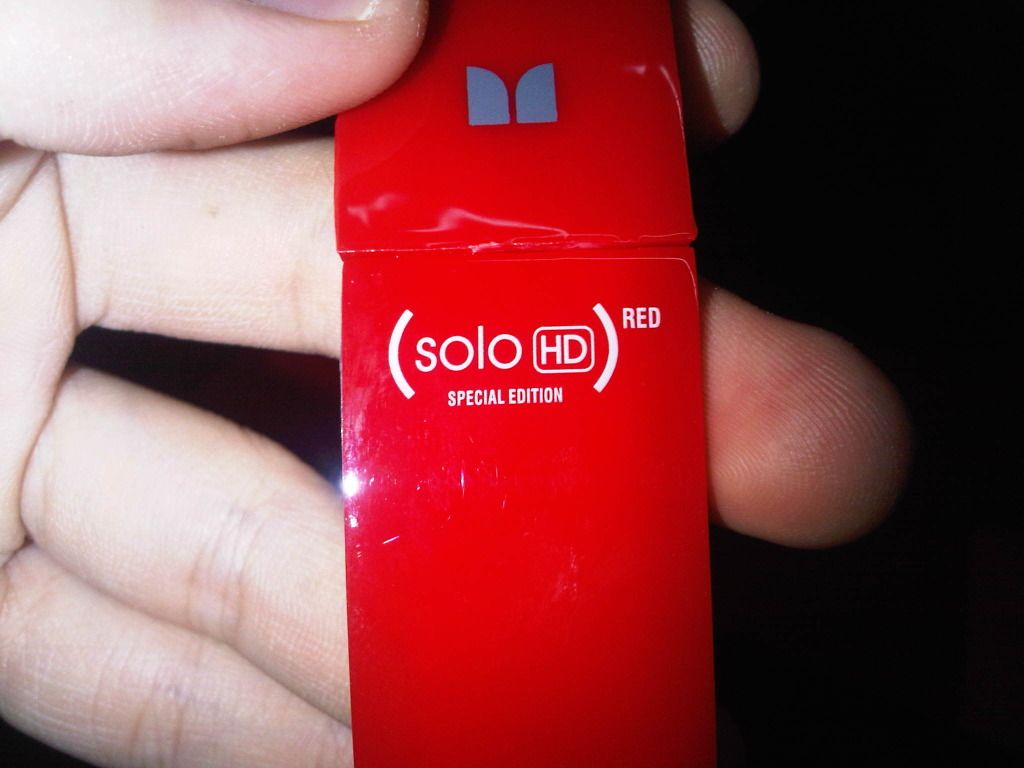 (solo HD) RED
SPECIAL EDITION